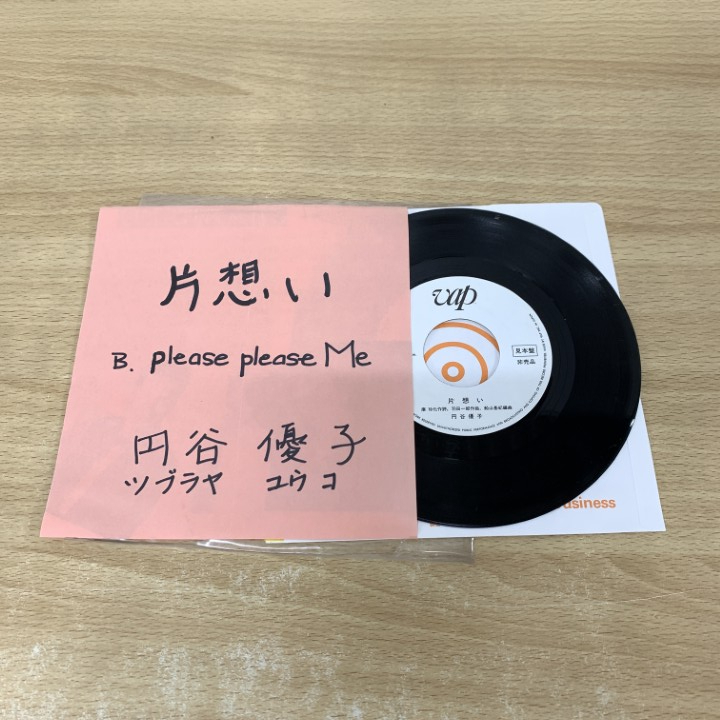 片想い
B. please please Me
円谷 優子
ツブラヤ ユウコ
vap
見本盤
非売品
片想い
円谷優子
usiness